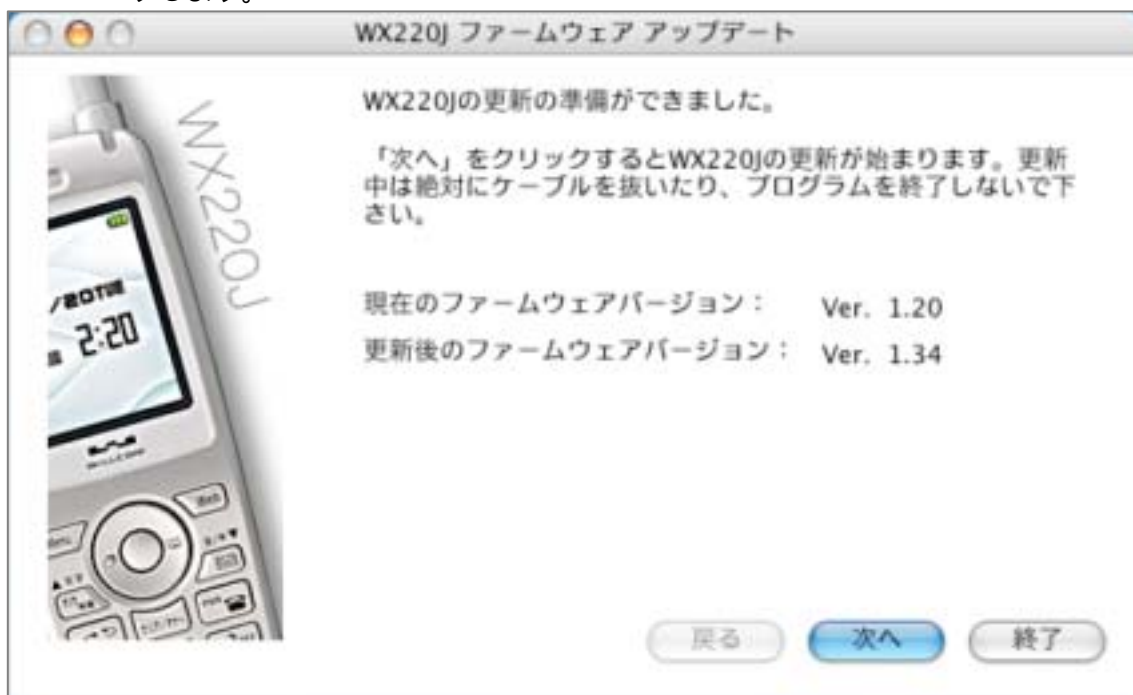 します。
WX220J ファームウェア アップデート
WX220J
WX220Jの更新の準備ができました。
「次へ」をクリックするとWX220Jの更新が始まります。更新
中は絶対にケーブルを抜いたり、プログラムを終了しないで下
さい。
現在のファームウェアバージョン： Ver. 1.20
更新後のファームウェアバージョン： Ver. 1.34
2:20
戻る 次へ 終了